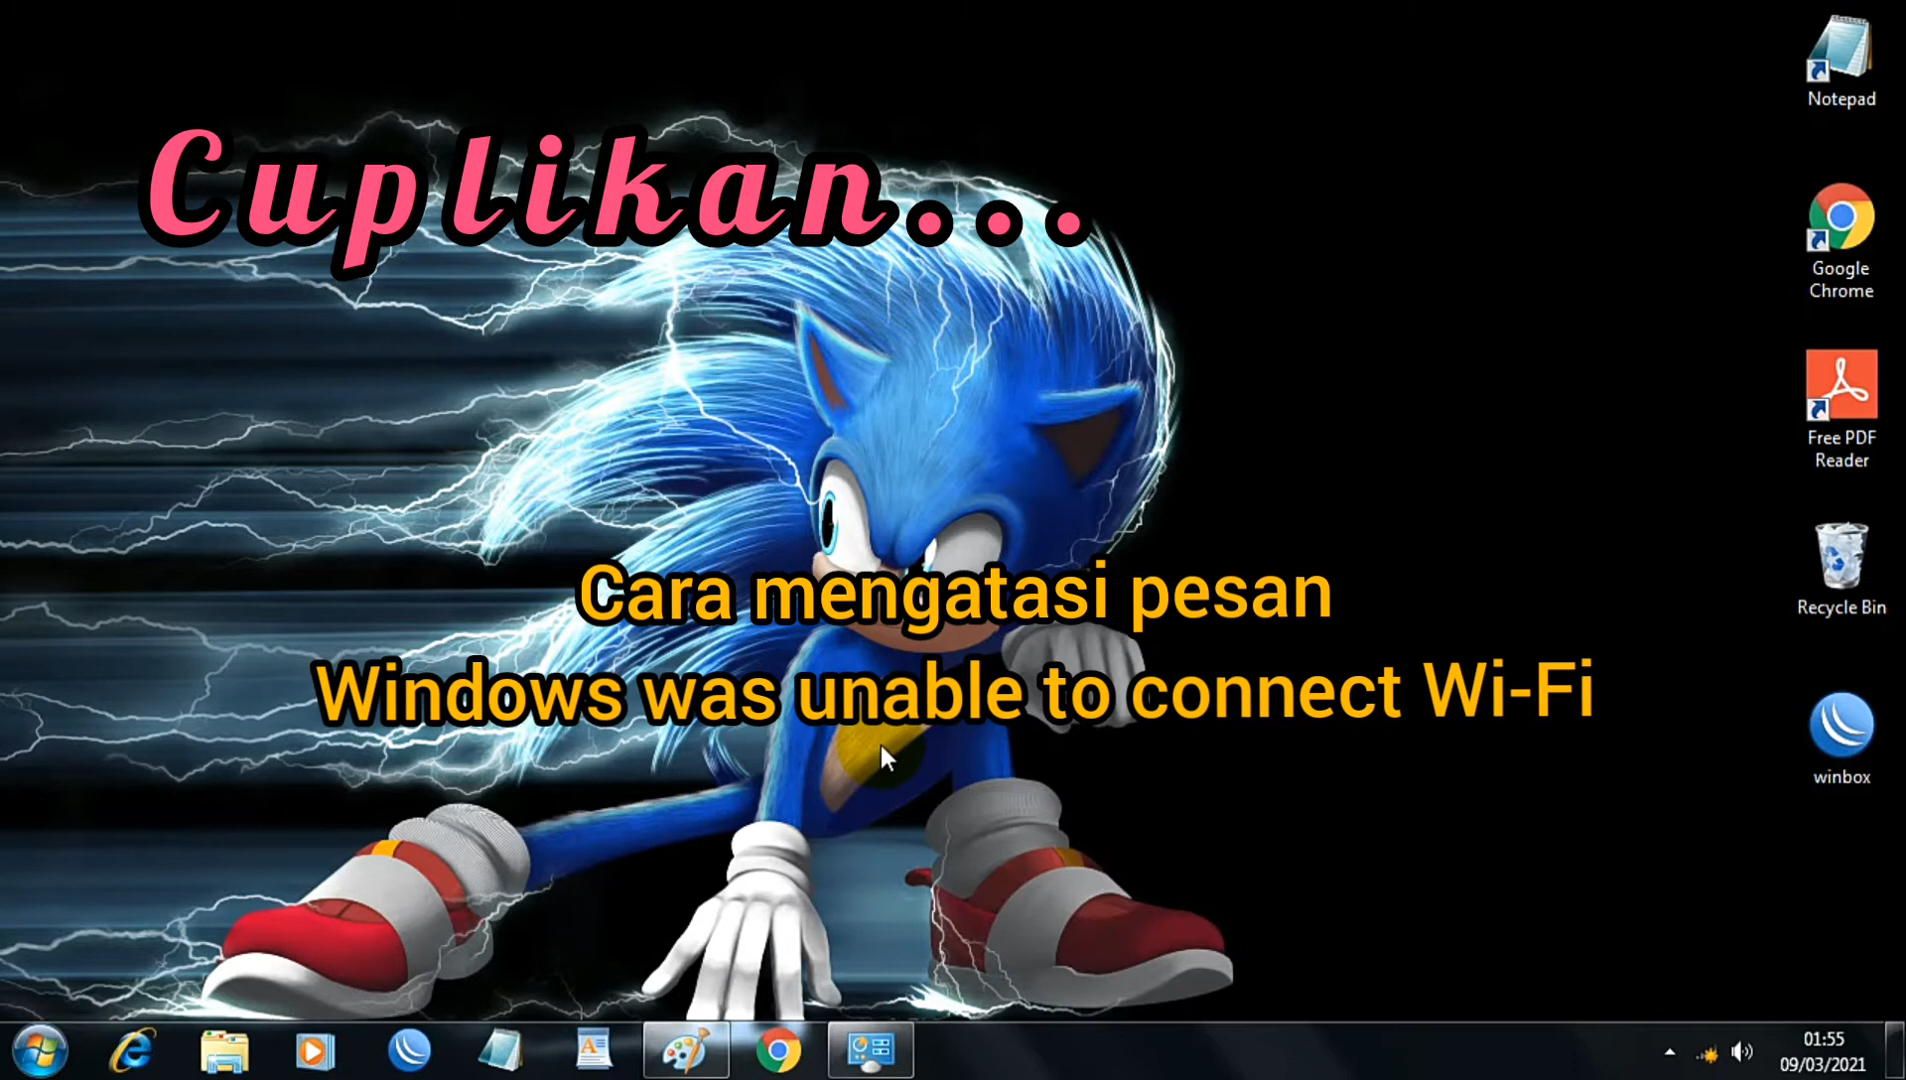 Cuplikan...
Cara mengatasi pesan
Windows was unable to connect Wi-Fi
Notepad
Google
Chrome
Free PDF
Reader
Recycle Bin
winbox
01:55
09/03/2021